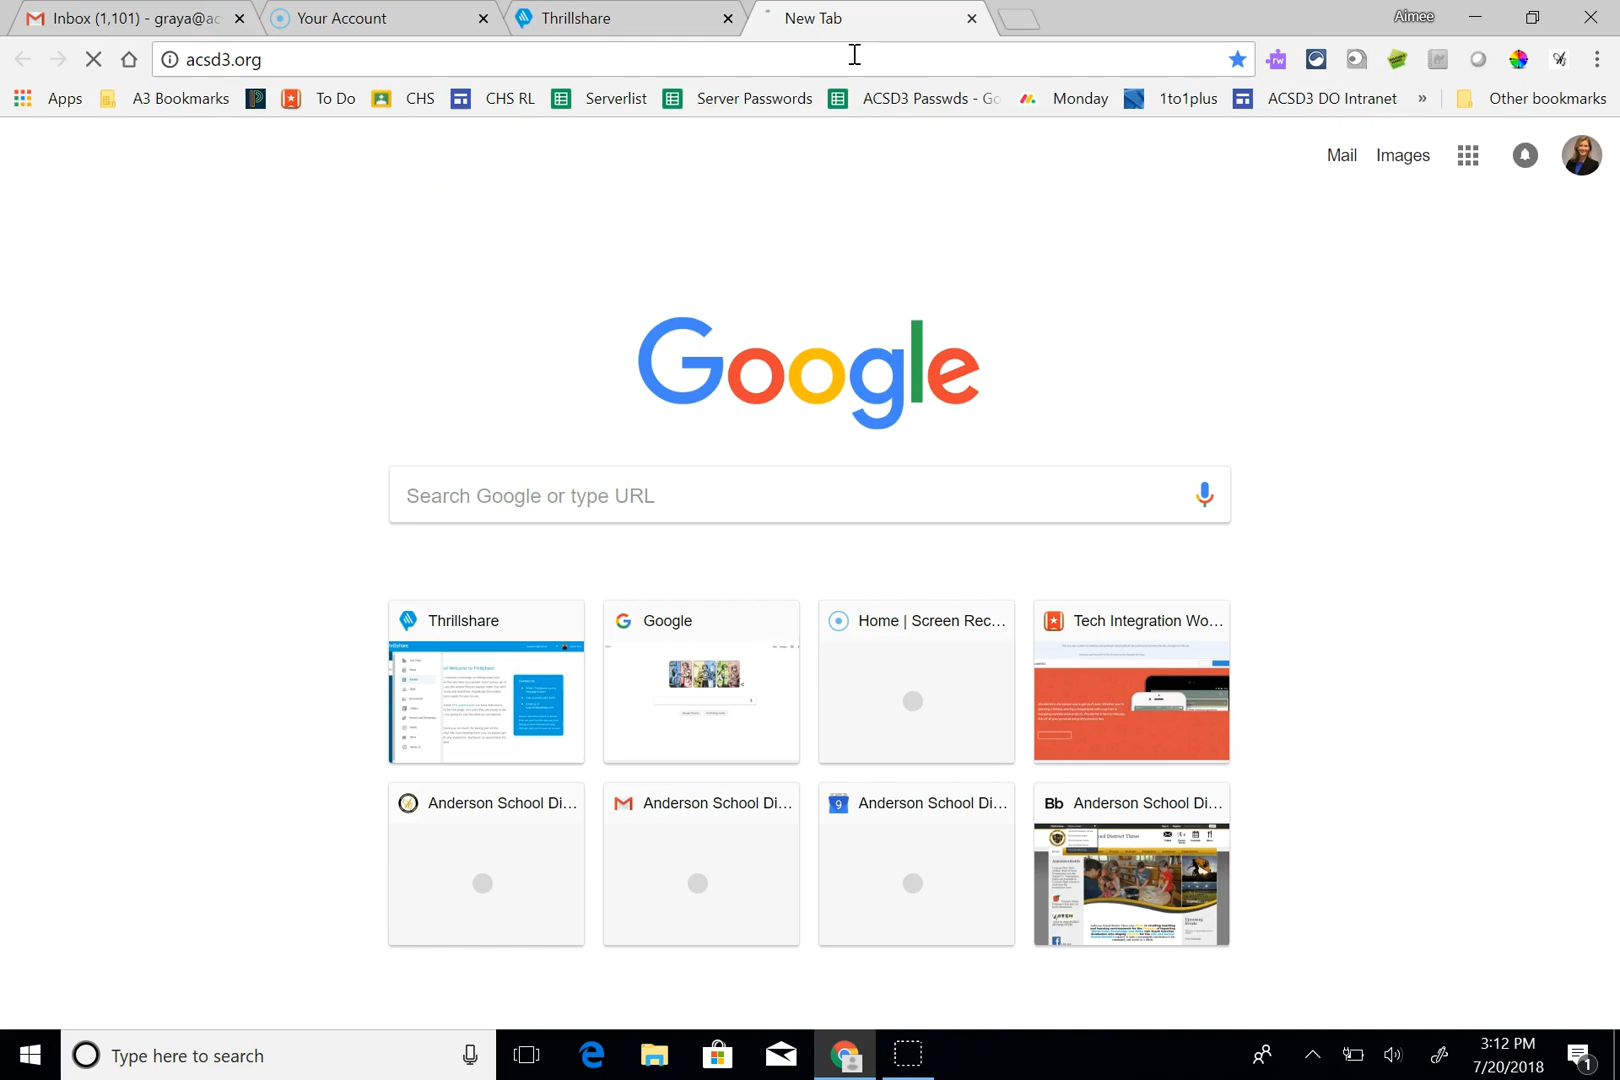 Inbox (1,101) - graya@ac
Your Account
Thrillshare
New Tab
Aimee
acsd3.org
Apps
A3 Bookmarks
To Do
CHS
CHS RL
Serverlist
Server Passwords
ACSD3 Passwds - Go
Monday
1to1plus
ACSD3 DO Intranet
»
Other bookmarks
Mail
Images
Google
Search Google or type URL
Thrillshare
Google
Home | Screen Rec...
Tech Integration Wo...
Anderson School Di...
Anderson School Di...
9
Anderson School Di...
Bb
Anderson School Di...
Type here to search
3:12 PM
7/20/2018
1